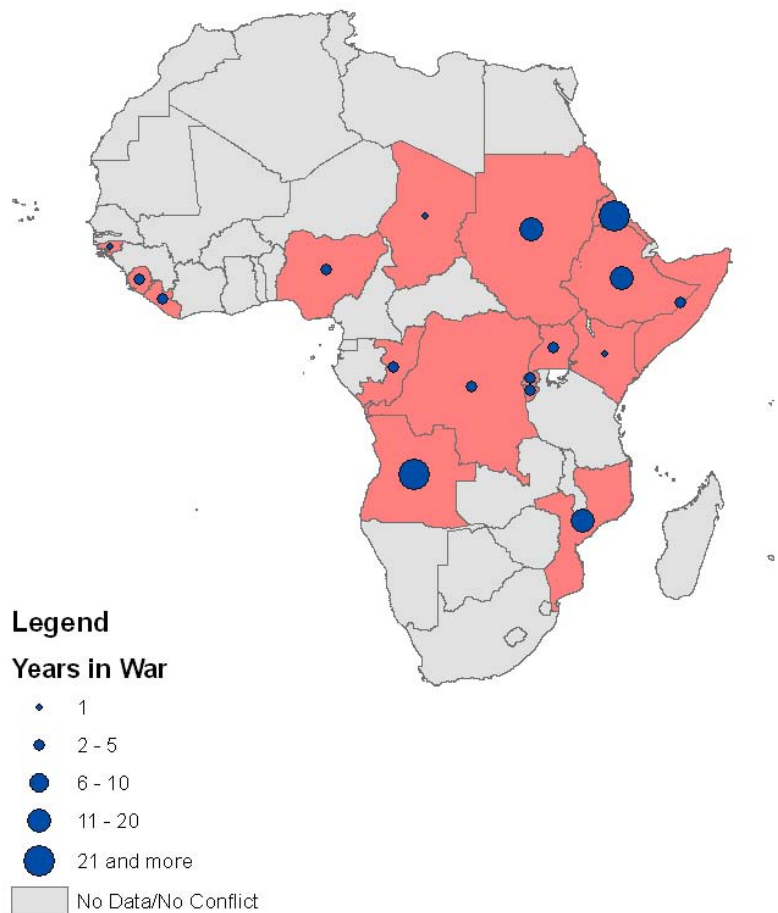 Legend
Years in War
1
2 - 5
6 - 10
11 - 20
21 and more
No Data/No Conflict